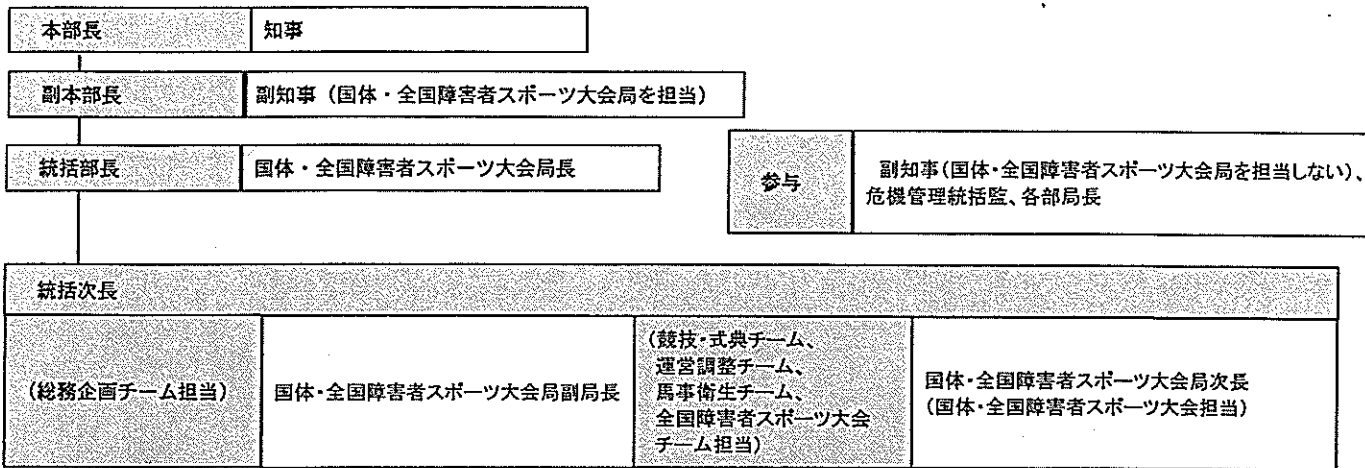 本部長 知事
副本部長 副知事（国体・全国障害者スポーツ大会局を担当）
統括部長 国体・全国障害者スポーツ大会局長
参与
副知事（国体・全国障害者スポーツ大会局を担当しない）、
危機管理統括監、各部局長
統括次長
（総務企画チーム担当）
国体・全国障害者スポーツ大会局副局長
（競技・式典チーム、
運営調整チーム、
馬事衛生チーム、
全国障害者スポーツ大会
チーム担当）
国体・全国障害者スポーツ大会局次長
（国体・全国障害者スポーツ大会担当）